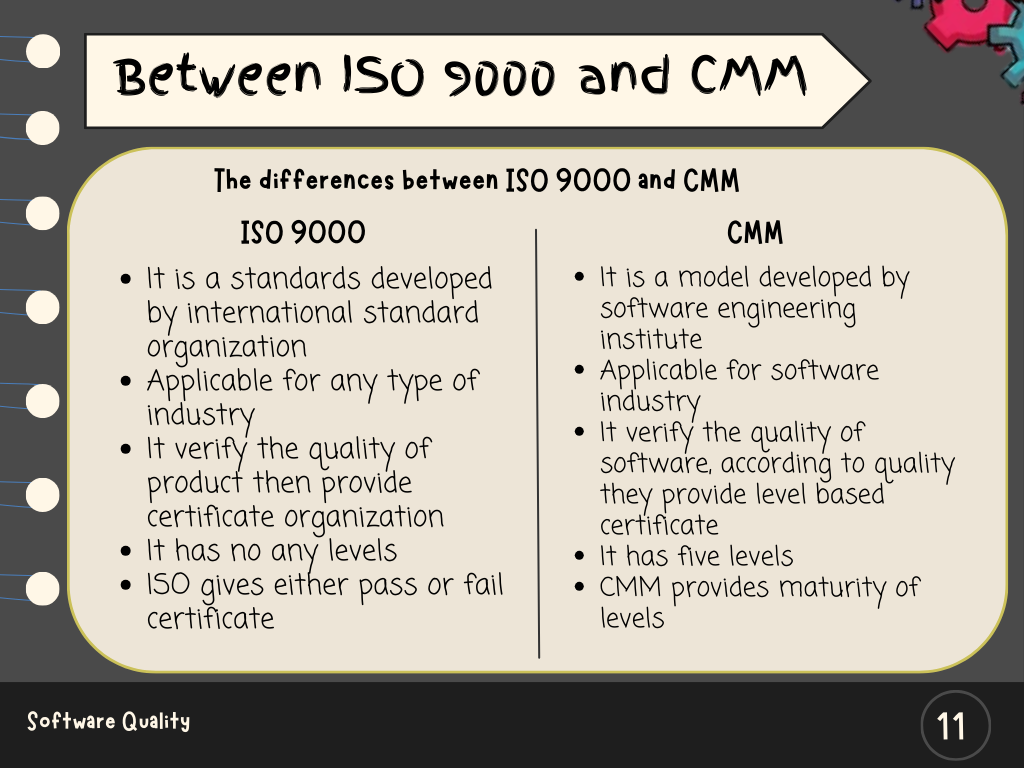 Between ISO 9000 and CMM
The differences between ISO 9000 and CMM
ISO 9000
• It is a standards developed
by international standard
organization
• Applicable for any type of
industry
• It verify the quality of
product then provide
certificate organization
• It has no any levels
• ISO gives either pass or fail
certificate
CMM
• It is a model developed by
software engineering
institute
• Applicable for software
industry
• It verify the quality of
software, according to quality
they provide level based
certificate
• It has five levels
• CMM provides maturity of
levels
Software Quality
11